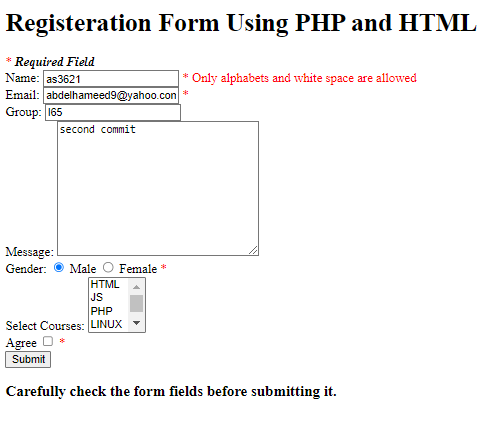 Registeration Form Using PHP and HTML
* Required Field
Name: as3621 * Only alphabets and white space are allowed
Email: abdelhameed9@yahoo.con *
Group: l65
second commit
Message:
Gender: Male Female *
HTML
JS
PHP
LINUX
Select Courses:
Agree *
Submit
Carefully check the form fields before submitting it.